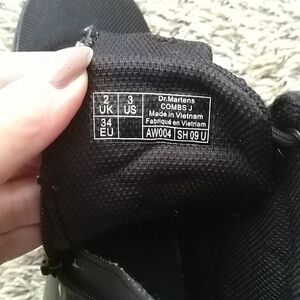 2 UK
3 US
34 EU
Dr.Martens
COMBS J
Made in Vietnam
Fabriqué en Vietnam
AW004 SH 09 U